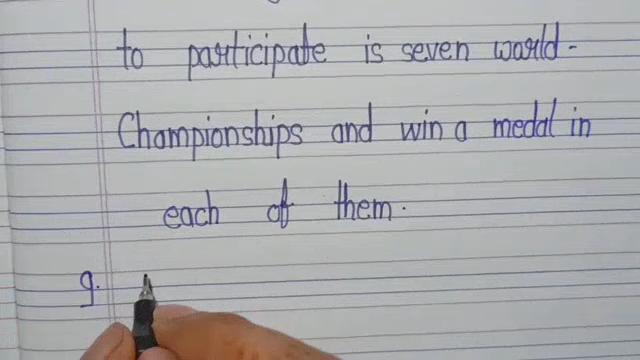 to participate is seven world-
Championships and win a medal in
each of them.
9.